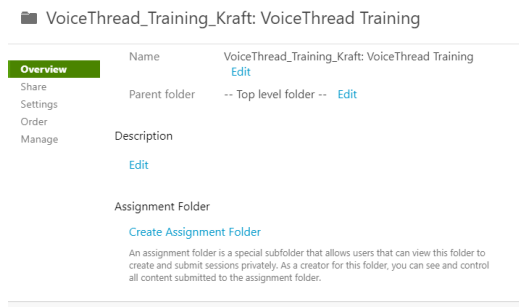 VoiceThread_Training_Kraft: VoiceThread Training
Overview
Share
Settings
Order
Manage
Name VoiceThread_Training_Kraft: VoiceThread Training
Edit
Parent folder -- Top level folder -- Edit
Description
Edit
Assignment Folder
Create Assignment Folder
An assignment folder is a special subfolder that allows users that can view this folder to
create and submit sessions privately. As a creator for this folder, you can see and control
all content submitted to the assignment folder.